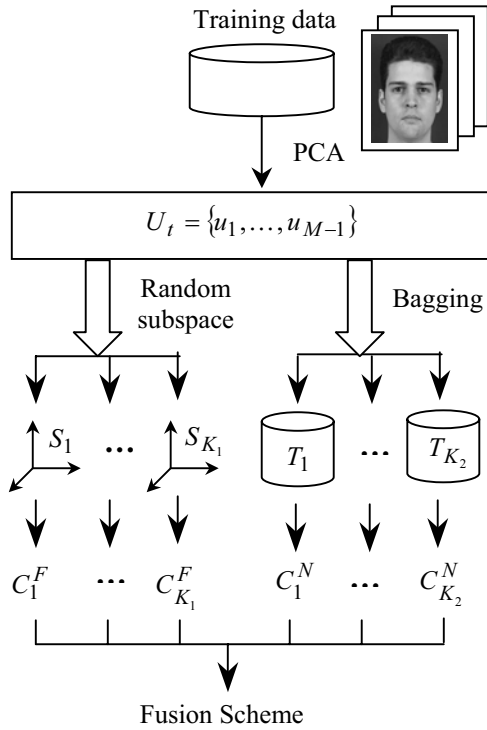 Training data
PCA
U_t = {u_1,…,u_{M−1}}
Random
subspace
Bagging
S_1 … S_{K_1} T_1 … T_{K_2}
C_1^F … C_{K_1}^F C_1^N … C_{K_2}^N
Fusion Scheme